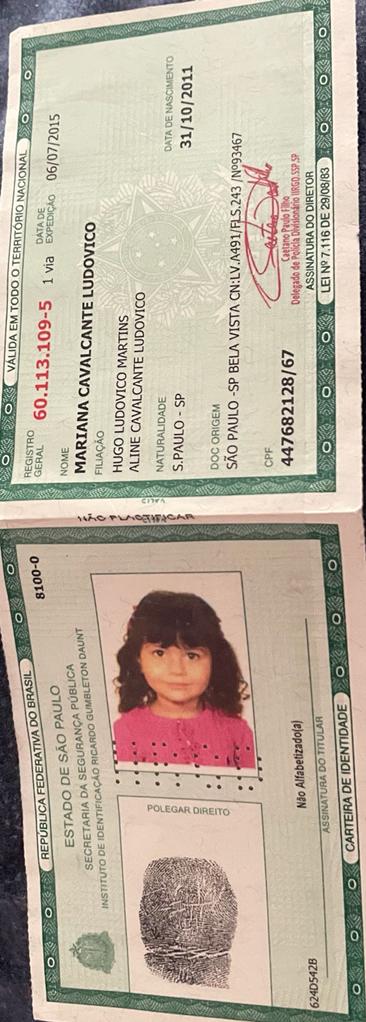 REPÚBLICA FEDERATIVA DO BRASIL
8100-0
ESTADO DE SÃO PAULO
SECRETARIA DA SEGURANÇA PÚBLICA
INSTITUTO DE IDENTIFICAÇÃO RICARDO GUMBLETON DAUNT
POLEGAR DIREITO
624D542B
Não Alfabetizado(a)
ASSINATURA DO TITULAR
CARTEIRA DE IDENTIDADE
NÃO PLASTIFICAR
VÁLIDA EM TODO O TERRITÓRIO NACIONAL
REGISTRO GERAL 60.113.109-5 1 via DATA DE EXPEDIÇÃO 06/07/2015
NOME
MARIANA CAVALCANTE LUDOVICO
FILIAÇÃO
HUGO LUDOVICO MARTINS
ALINE CAVALCANTE LUDOVICO
NATURALIDADE DATA DE NASCIMENTO
S.PAULO - SP 31/10/2011
DOC ORIGEM
SÃO PAULO -SP BELA VISTA CN:LV.A491/FLS.243 /Nº93467
CPF
447682128/67
Caetano Paulo Filho
Delegado de Polícia Divisionário IIRGD.SSP.SP
ASSINATURA DO DIRETOR
LEI Nº 7.116 DE 29/08/83